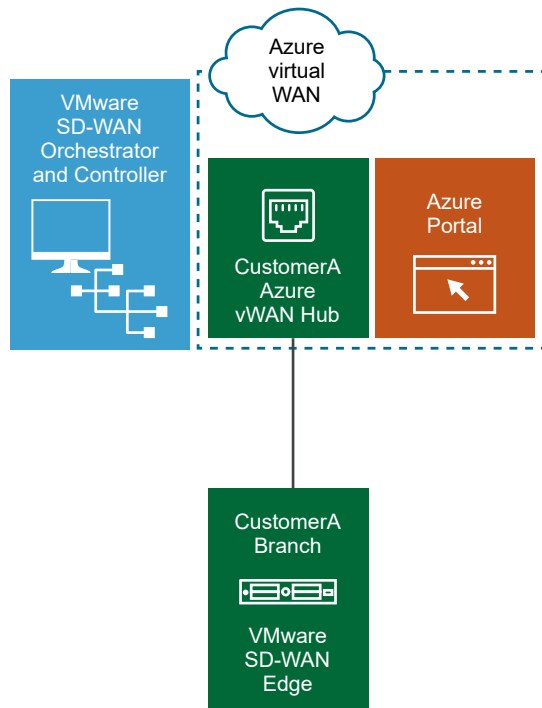 Azure
virtual
WAN
VMware
SD-WAN
Orchestrator
and Controller
CustomerA
Azure
vWAN Hub
Azure
Portal
CustomerA
Branch
VMware
SD-WAN
Edge